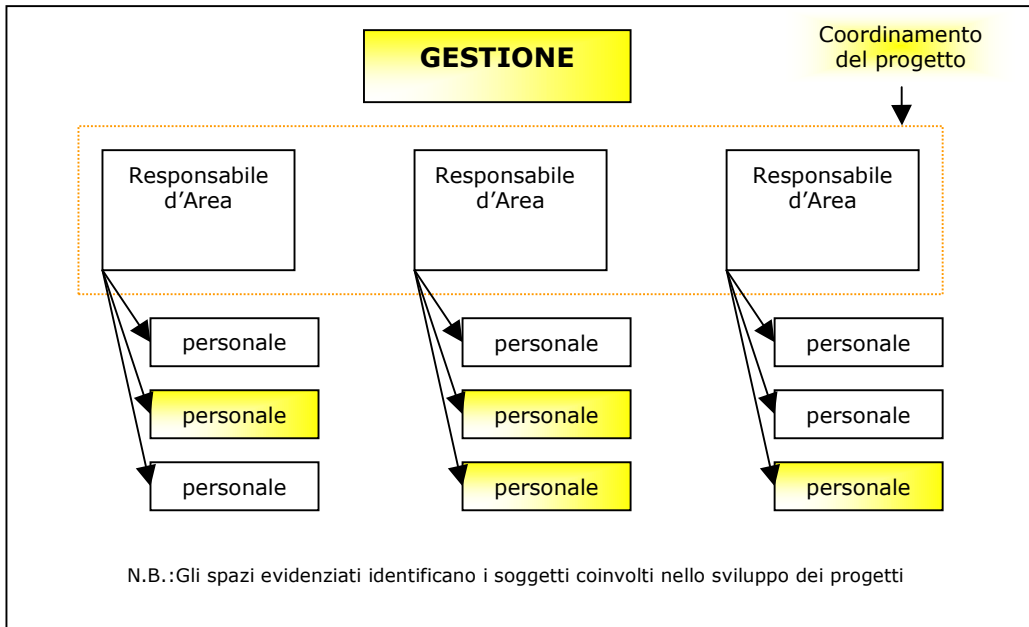 GESTIONE
Coordinamento
del progetto
Responsabile
d’Area
Responsabile
d’Area
Responsabile
d’Area
personale
personale
personale
personale
personale
personale
personale
personale
personale
N.B.:Gli spazi evidenziati identificano i soggetti coinvolti nello sviluppo dei progetti